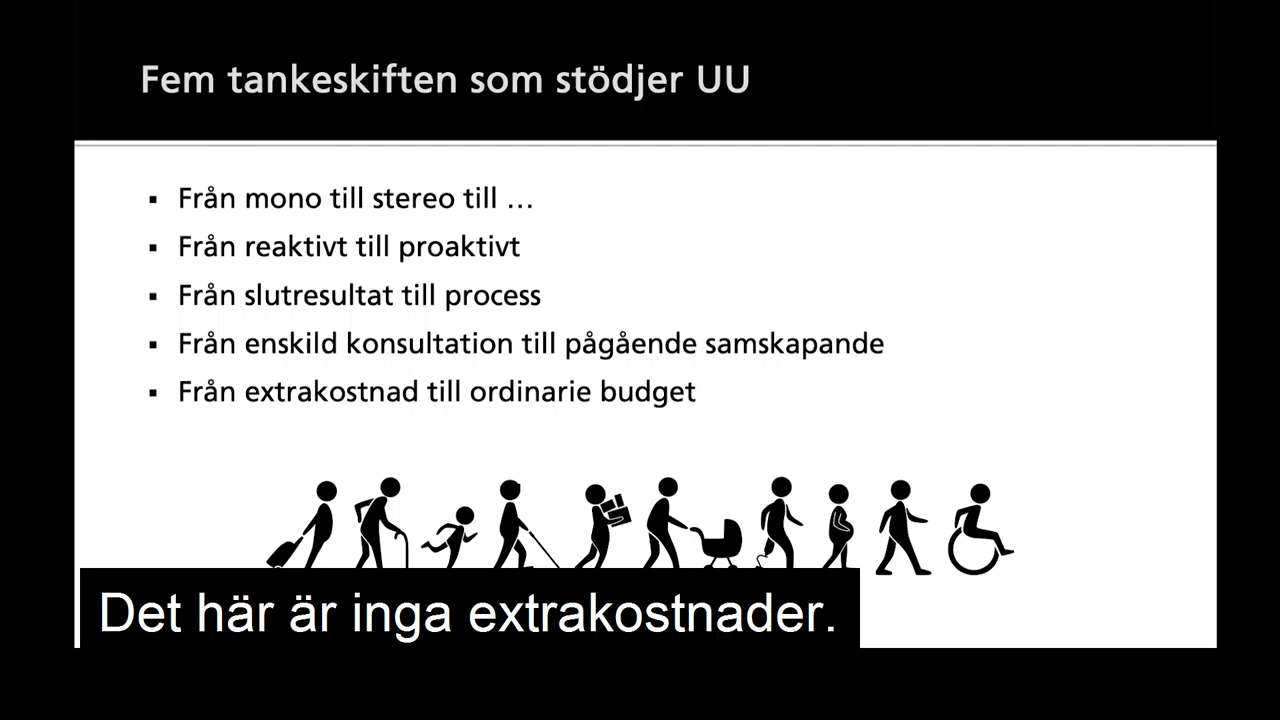 Fem tankeskiften som stödjer UU
▪ Från mono till stereo till …
▪ Från reaktivt till proaktivt
▪ Från slutresultat till process
▪ Från enskild konsultation till pågående samskapande
▪ Från extrakostnad till ordinarie budget
Det här är inga extrakostnader.